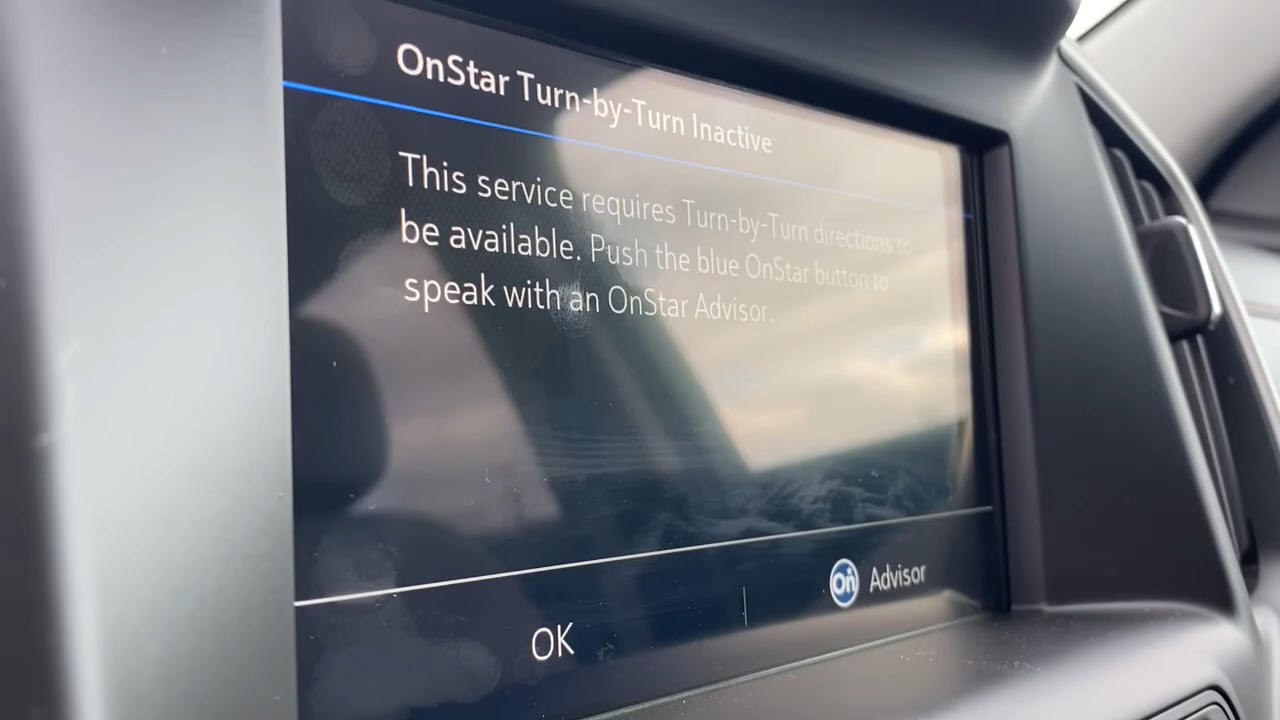 OnStar Turn-by-Turn Inactive
This service requires Turn-by-Turn directions to
be available. Push the blue OnStar button to
speak with an OnStar Advisor.
OK
On Advisor